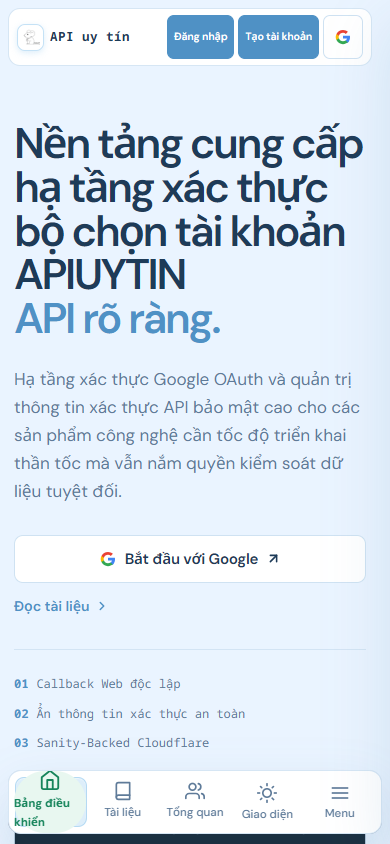 API uy tín
Đăng nhập
Tạo tài khoản
Nền tảng cung cấp
hạ tầng xác thực
bộ chọn tài khoản
APIUYTIN
API rõ ràng.
Hạ tầng xác thực Google OAuth và quản trị
thông tin xác thực API bảo mật cao cho các
sản phẩm công nghệ cần tốc độ triển khai
thần tốc mà vẫn nắm quyền kiểm soát dữ
liệu tuyệt đối.
Bắt đầu với Google
Đọc tài liệu
01 Callback Web độc lập
02 Ẩn thông tin xác thực an toàn
03 Sanity-Backed Cloudflare
Bảng điều
khiển
Tài liệu
Tổng quan
Giao diện
Menu